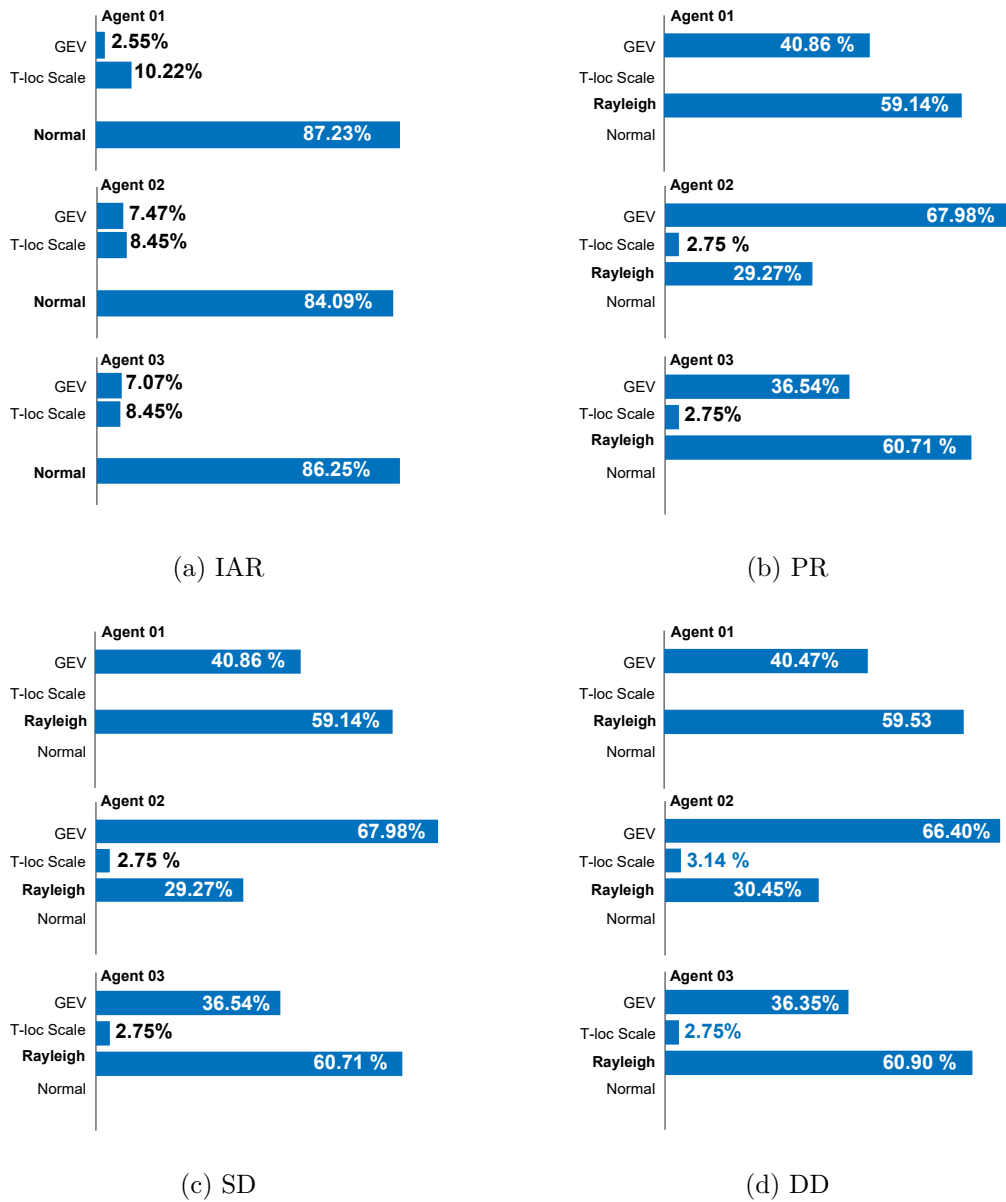 Agent 01
GEV 2.55%
T-loc Scale 10.22%
Normal 87.23%
Agent 02
GEV 7.47%
T-loc Scale 8.45%
Normal 84.09%
Agent 03
GEV 7.07%
T-loc Scale 8.45%
Normal 86.25%
(a) IAR
Agent 01
GEV 40.86 %
T-loc Scale
Rayleigh 59.14%
Normal
Agent 02
GEV 67.98%
T-loc Scale 2.75 %
Rayleigh 29.27%
Normal
Agent 03
GEV 36.54%
T-loc Scale 2.75%
Rayleigh 60.71 %
Normal
(b) PR
Agent 01
GEV 40.86 %
T-loc Scale
Rayleigh 59.14%
Normal
Agent 02
GEV 67.98%
T-loc Scale 2.75 %
Rayleigh 29.27%
Normal
Agent 03
GEV 36.54%
T-loc Scale 2.75%
Rayleigh 60.71 %
Normal
(c) SD
Agent 01
GEV 40.47%
T-loc Scale
Rayleigh 59.53
Normal
Agent 02
GEV 66.40%
T-loc Scale 3.14 %
Rayleigh 30.45%
Normal
Agent 03
GEV 36.35%
T-loc Scale 2.75%
Rayleigh 60.90 %
Normal
(d) DD